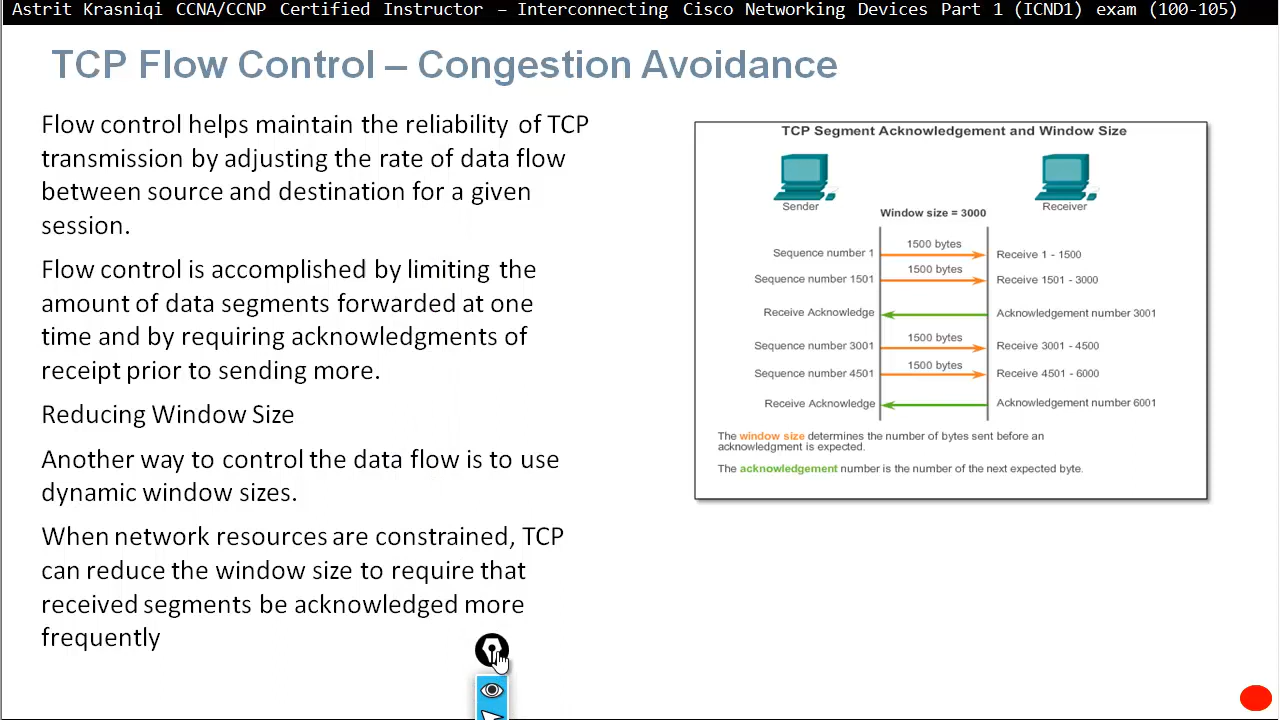 Astrit Krasniqi CCNA/CCNP Certified Instructor – Interconnecting Cisco Networking Devices Part 1 (ICND1) exam (100-105)
TCP Flow Control – Congestion Avoidance
Flow control helps maintain the reliability of TCP
transmission by adjusting the rate of data flow
between source and destination for a given
session.
Flow control is accomplished by limiting the
amount of data segments forwarded at one
time and by requiring acknowledgments of
receipt prior to sending more.
Reducing Window Size
Another way to control the data flow is to use
dynamic window sizes.
When network resources are constrained, TCP
can reduce the window size to require that
received segments be acknowledged more
frequently
TCP Segment Acknowledgement and Window Size
Sender
Receiver
Window size = 3000
Sequence number 1
1500 bytes
Receive 1 - 1500
Sequence number 1501
1500 bytes
Receive 1501 - 3000
Receive Acknowledge
Acknowledgement number 3001
Sequence number 3001
1500 bytes
Receive 3001 - 4500
Sequence number 4501
1500 bytes
Receive 4501 - 6000
Receive Acknowledge
Acknowledgement number 6001
The window size determines the number of bytes sent before an
acknowledgment is expected.
The acknowledgement number is the number of the next expected byte.